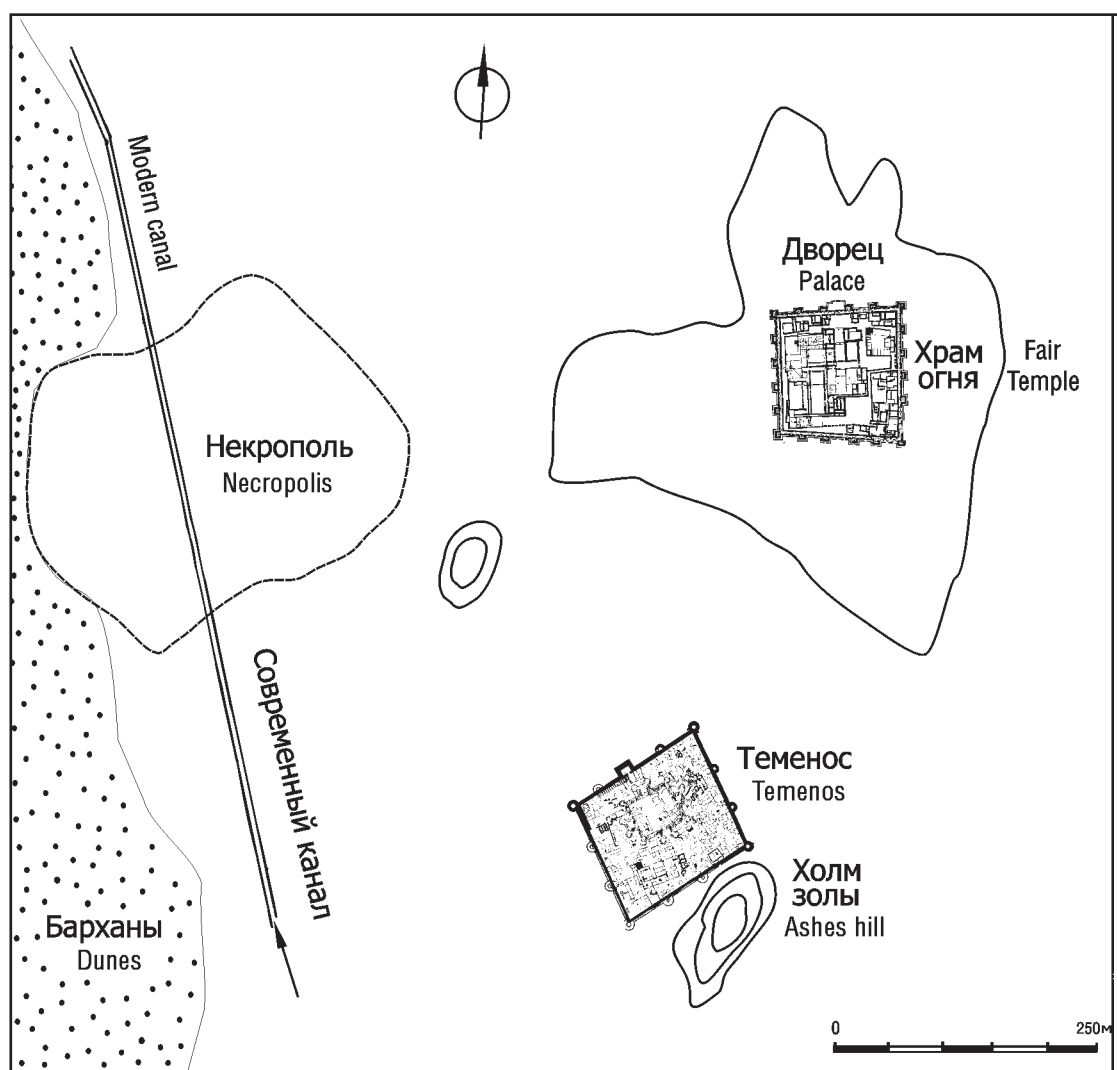 Modern canal
Дворец
Palace
Храм
огня
Fair
Temple
Некрополь
Necropolis
Современный канал
Теменос
Temenos
Холм
золы
Ashes hill
Барханы
Dunes
0
250м